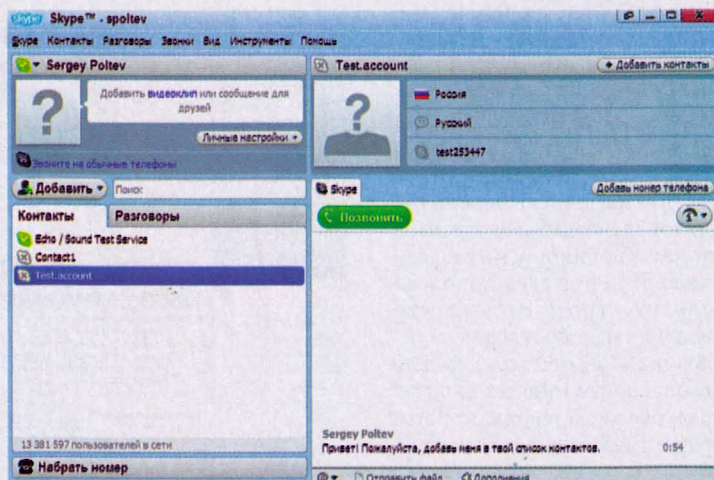 Skype™ - spoltev
Skype Контакты Разговоры Звонки Вид Инструменты Помощь
Sergey Poltev
Добавить видеоклип или сообщение для
друзей
Личные настройки
Звоните на обычные телефоны
Добавить
Поиск
Контакты Разговоры
Echo / Sound Test Service
Contact1
Test.account
13 381 597 пользователей в сети
Набрать номер
Test.account
Добавить контакты
Россия
Русский
test253447
Skype
Добавь номер телефона
Позвонить
Sergey Poltev
Привет! Пожалуйста, добавь меня в твой список контактов. 0:54
Отправить файл Дополнения